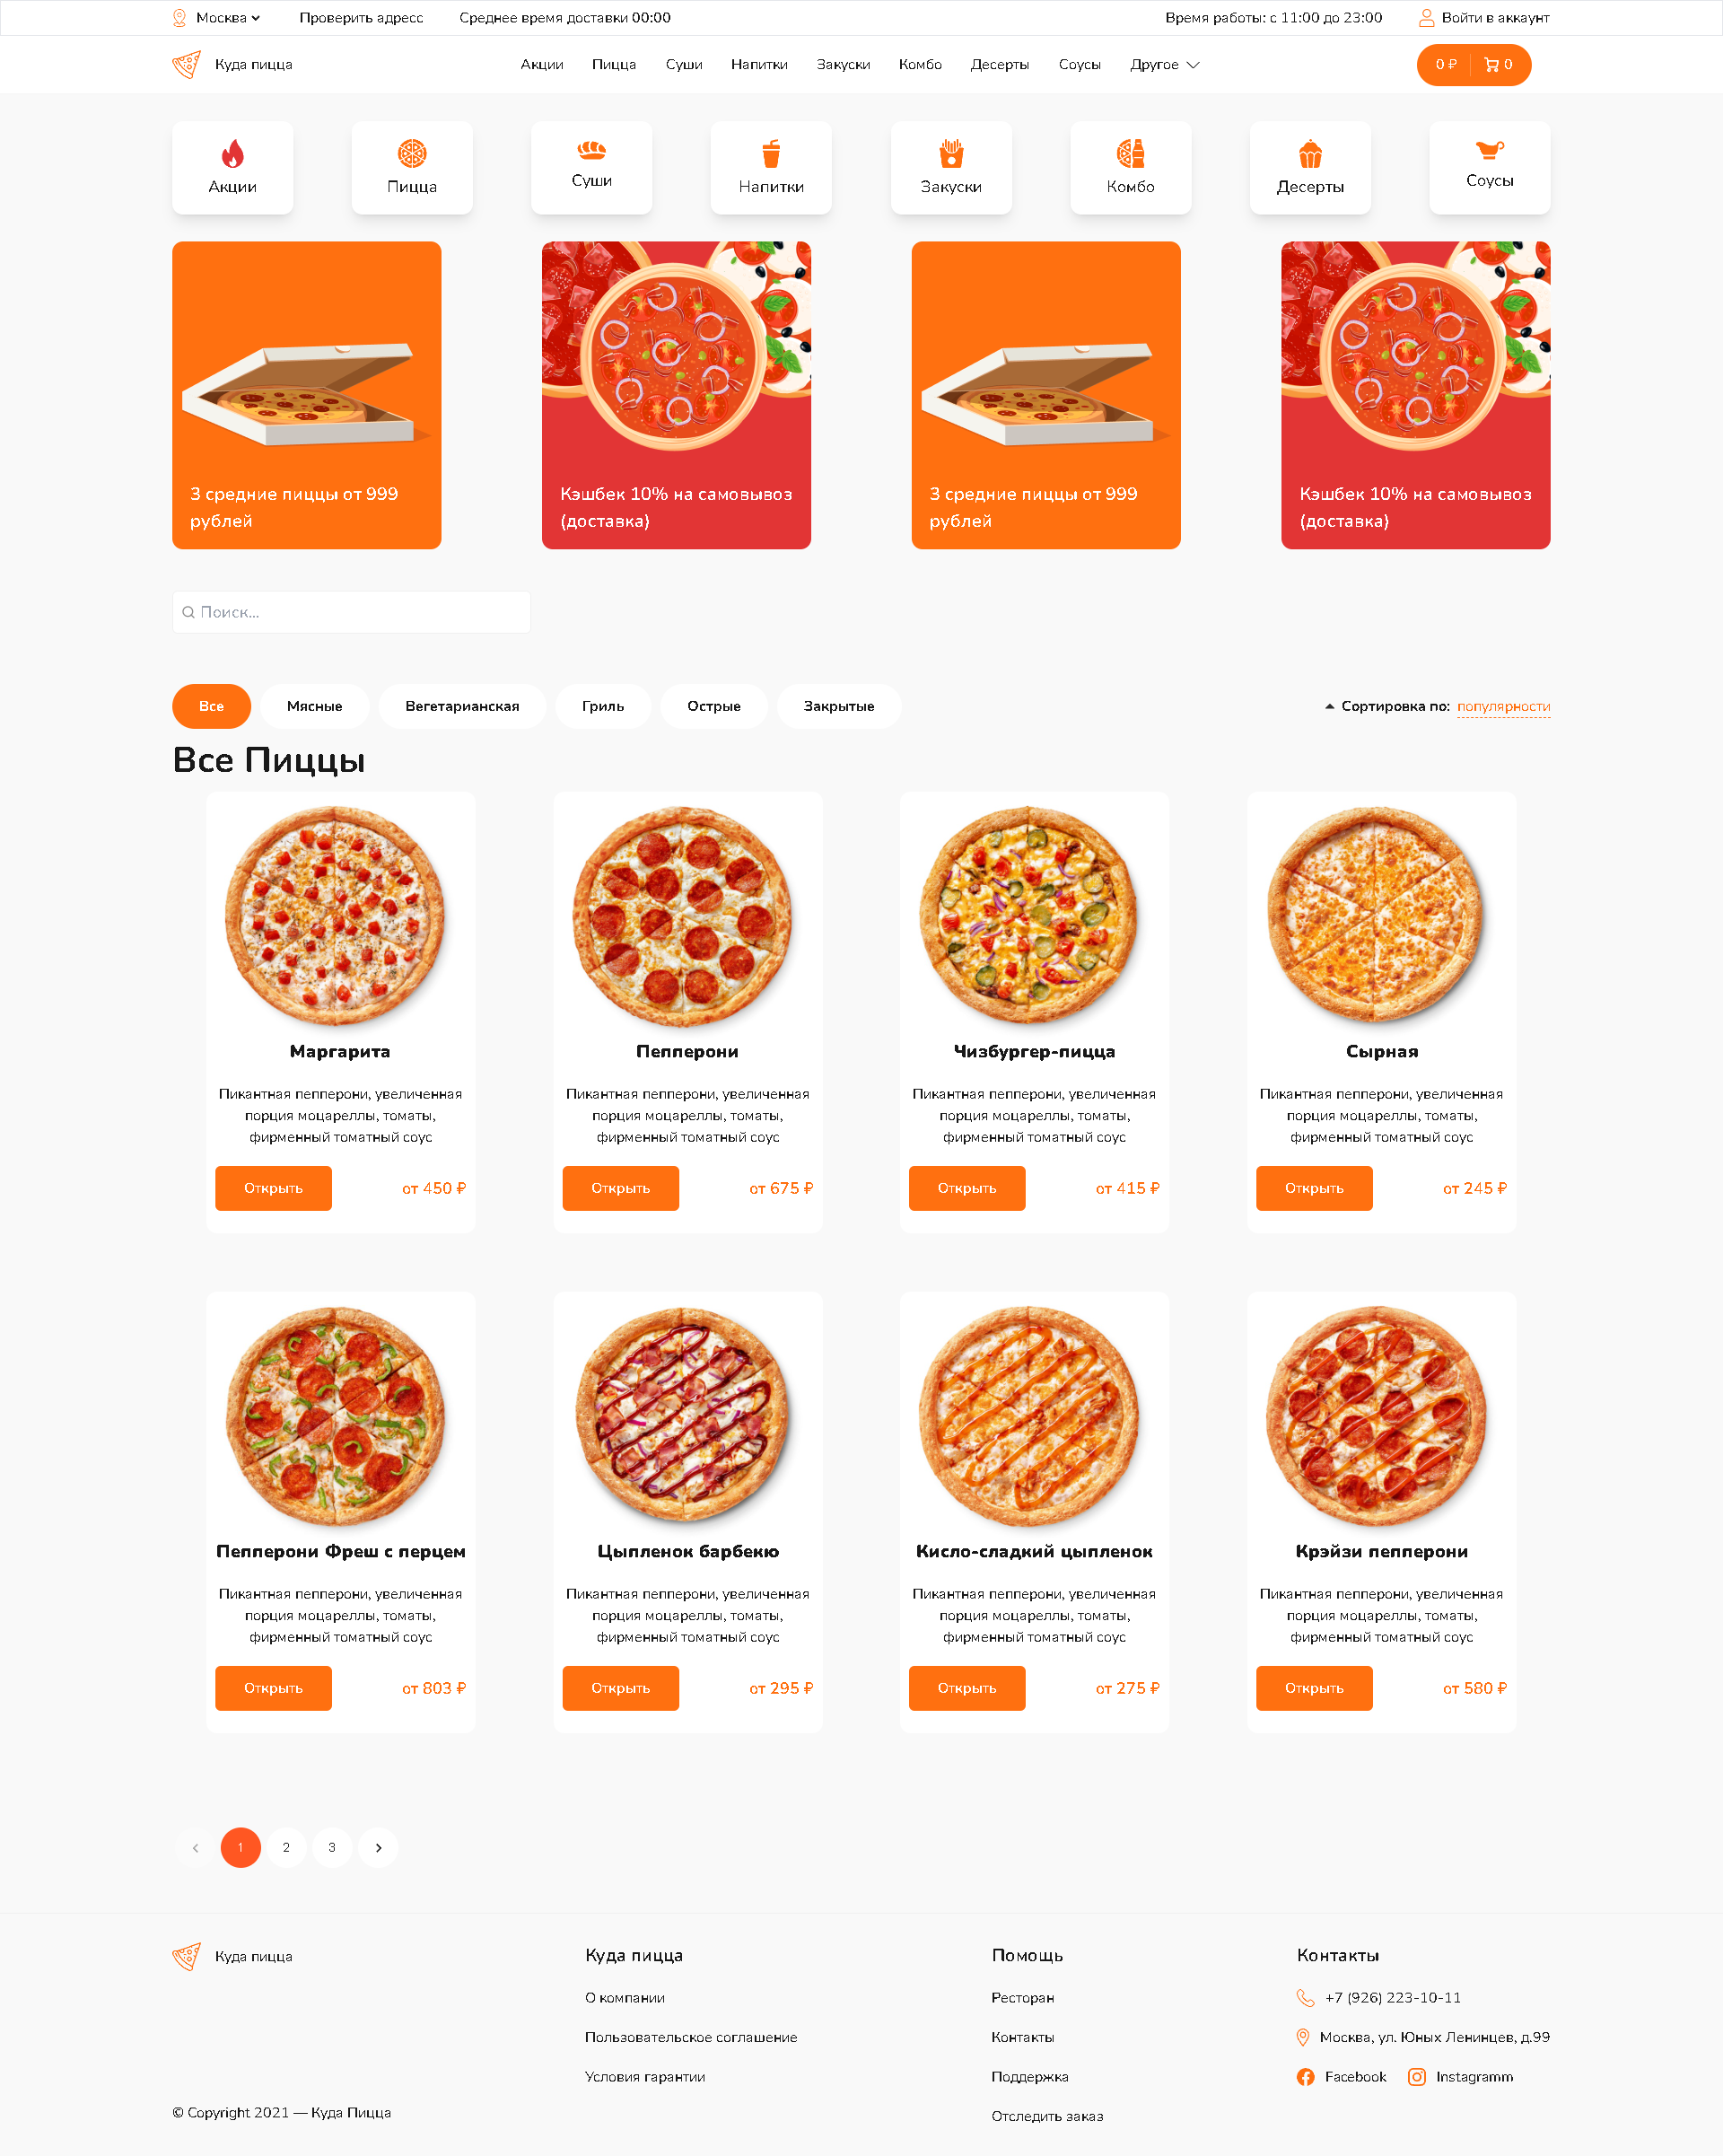 Москва Проверить адресс Среднее время доставки 00:00 Время работы: с 11:00 до 23:00 Войти в аккаунт
Куда пицца Акции Пицца Суши Напитки Закуски Комбо Десерты Соусы Другое 0 ₽ 0
Акции Пицца Суши Напитки Закуски Комбо Десерты Соусы
3 средние пиццы от 999
рублей
Кэшбек 10% на самовывоз
(доставка)
3 средние пиццы от 999
рублей
Кэшбек 10% на самовывоз
(доставка)
Поиск...
Все Мясные Вегетарианская Гриль Острые Закрытые Сортировка по: популярности
Все Пиццы
Маргарита
Пикантная пепперони, увеличенная
порция моцареллы, томаты,
фирменный томатный соус
Открыть от 450 ₽
Пепперони
Пикантная пепперони, увеличенная
порция моцареллы, томаты,
фирменный томатный соус
Открыть от 675 ₽
Чизбургер-пицца
Пикантная пепперони, увеличенная
порция моцареллы, томаты,
фирменный томатный соус
Открыть от 415 ₽
Сырная
Пикантная пепперони, увеличенная
порция моцареллы, томаты,
фирменный томатный соус
Открыть от 245 ₽
Пепперони Фреш с перцем
Пикантная пепперони, увеличенная
порция моцареллы, томаты,
фирменный томатный соус
Открыть от 803 ₽
Цыпленок барбекю
Пикантная пепперони, увеличенная
порция моцареллы, томаты,
фирменный томатный соус
Открыть от 295 ₽
Кисло-сладкий цыпленок
Пикантная пепперони, увеличенная
порция моцареллы, томаты,
фирменный томатный соус
Открыть от 275 ₽
Крэйзи пепперони
Пикантная пепперони, увеличенная
порция моцареллы, томаты,
фирменный томатный соус
Открыть от 580 ₽
1 2 3
Куда пицца
Куда пицца
О компании
Пользовательское соглашение
Условия гарантии
Помощь
Ресторан
Контакты
Поддержка
Отследить заказ
Контакты
+7 (926) 223-10-11
Москва, ул. Юных Ленинцев, д.99
Facebook Instagramm
© Copyright 2021 — Куда Пицца